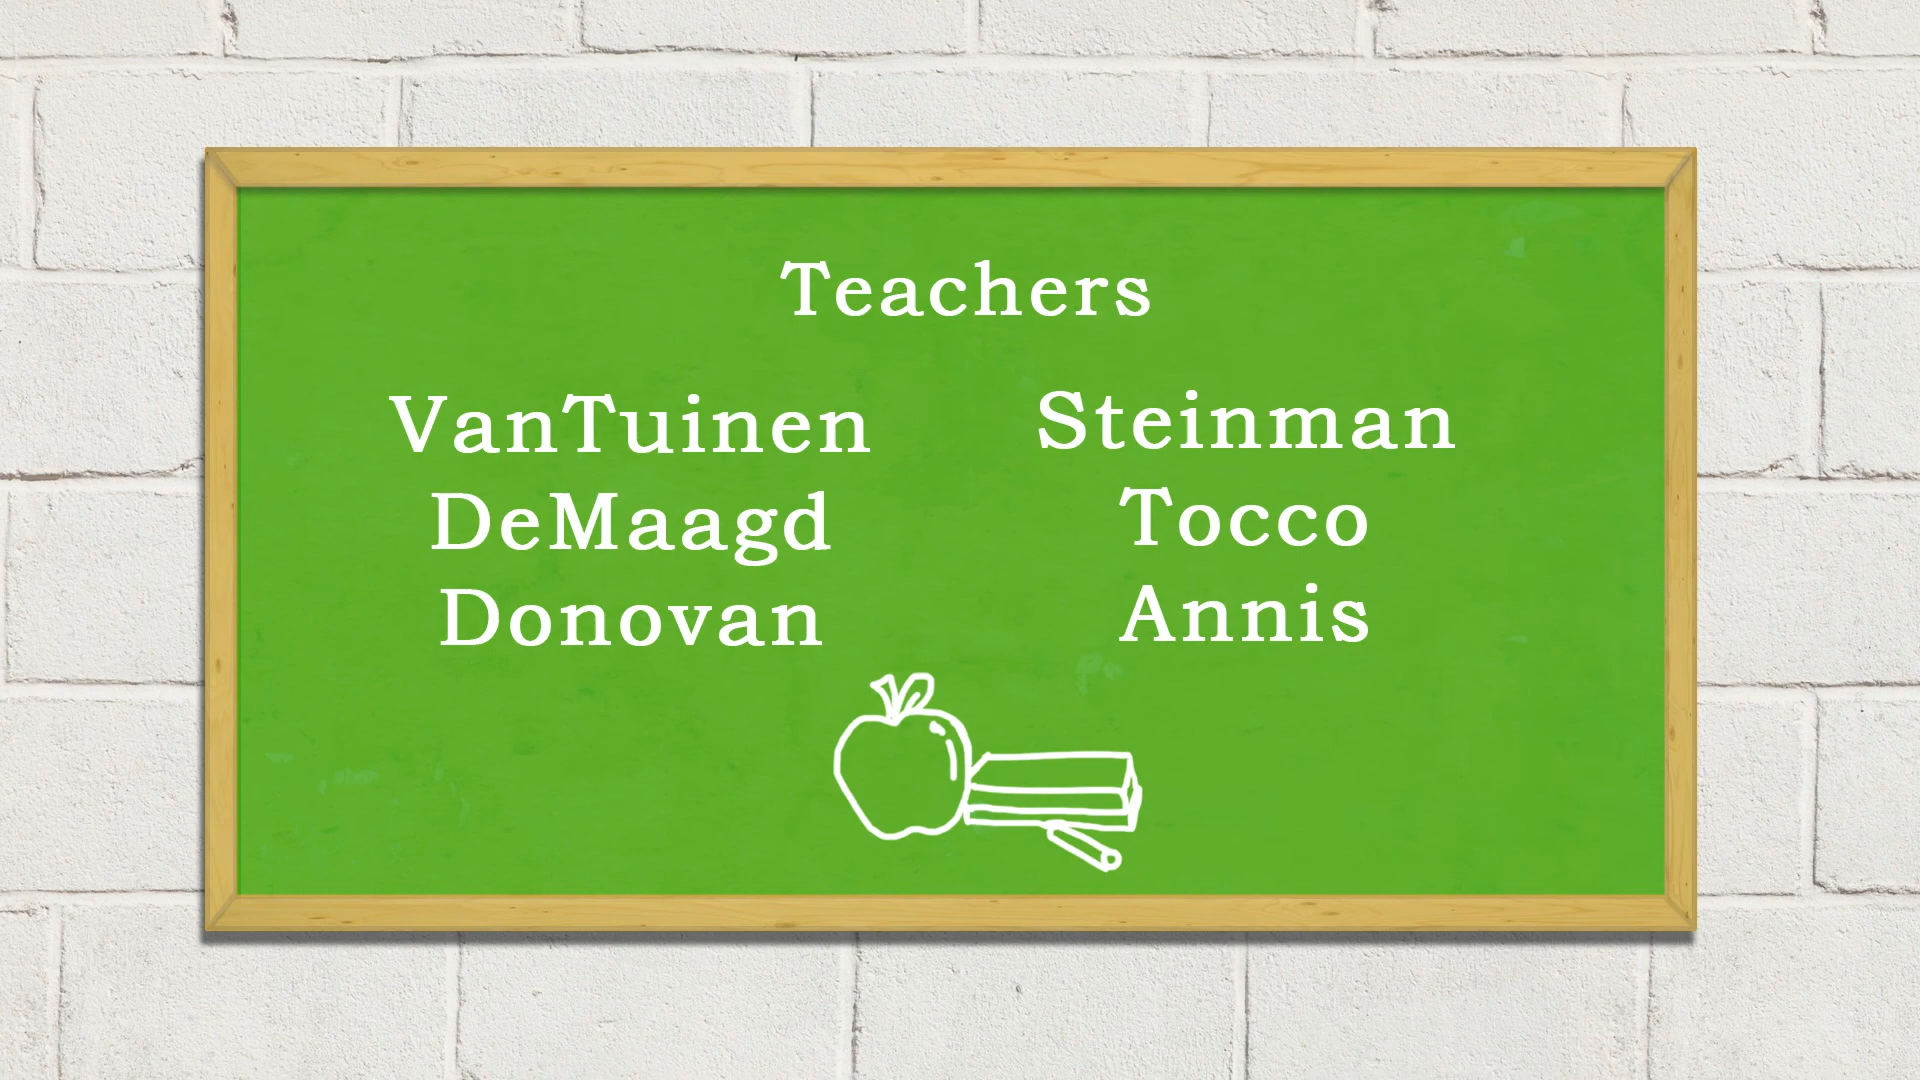 Teachers
VanTuinen
DeMaagd
Donovan
Steinman
Tocco
Annis